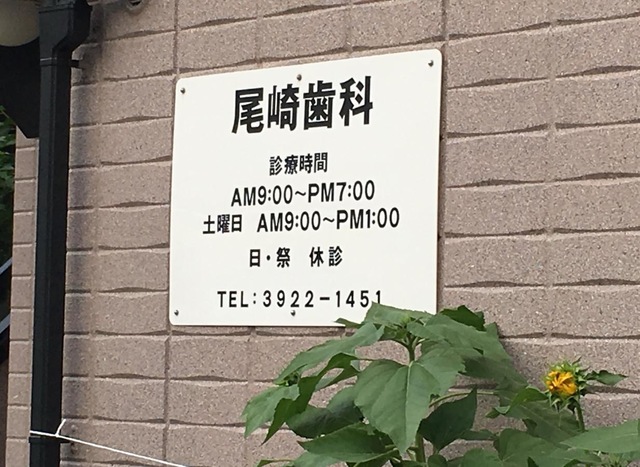 尾崎歯科
診療時間
AM9:00～PM7:00
土曜日 AM9:00～PM1:00
日・祭 休診
TEL:3922-1451